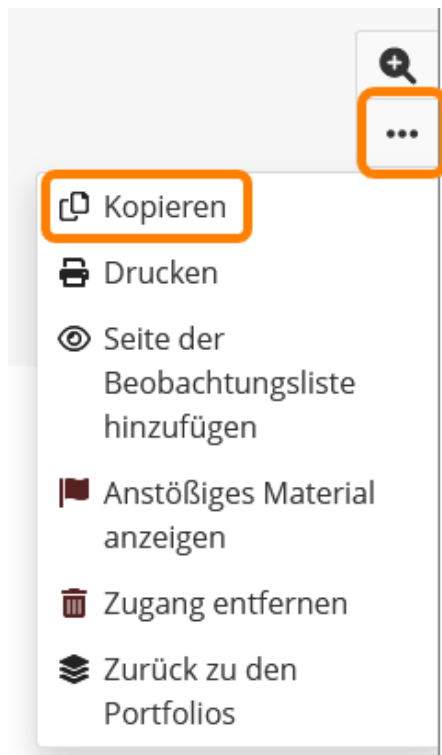 Kopieren
Drucken
Seite der
Beobachtungsliste
hinzufügen
Anstößiges Material
anzeigen
Zugang entfernen
Zurück zu den
Portfolios